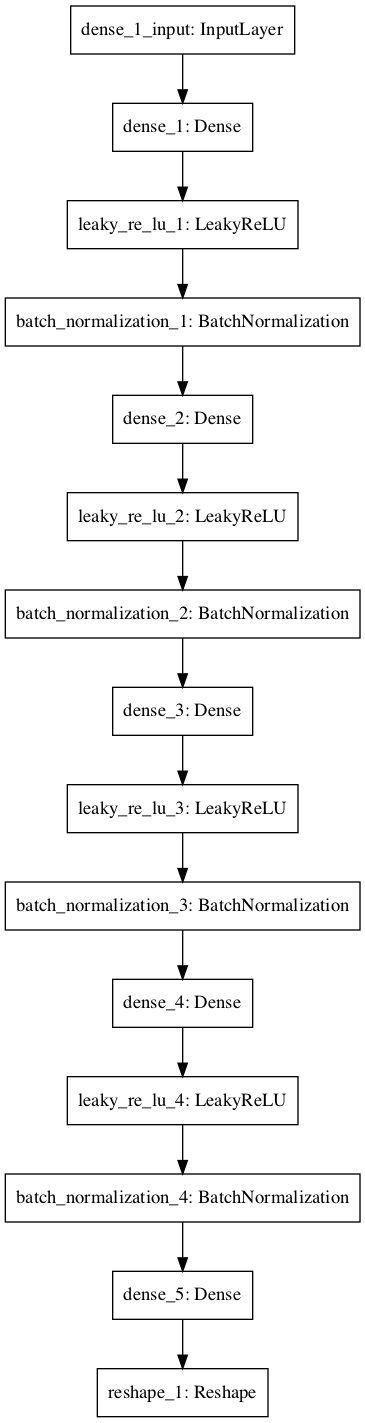 dense_1_input: InputLayer
dense_1: Dense
leaky_re_lu_1: LeakyReLU
batch_normalization_1: BatchNormalization
dense_2: Dense
leaky_re_lu_2: LeakyReLU
batch_normalization_2: BatchNormalization
dense_3: Dense
leaky_re_lu_3: LeakyReLU
batch_normalization_3: BatchNormalization
dense_4: Dense
leaky_re_lu_4: LeakyReLU
batch_normalization_4: BatchNormalization
dense_5: Dense
reshape_1: Reshape